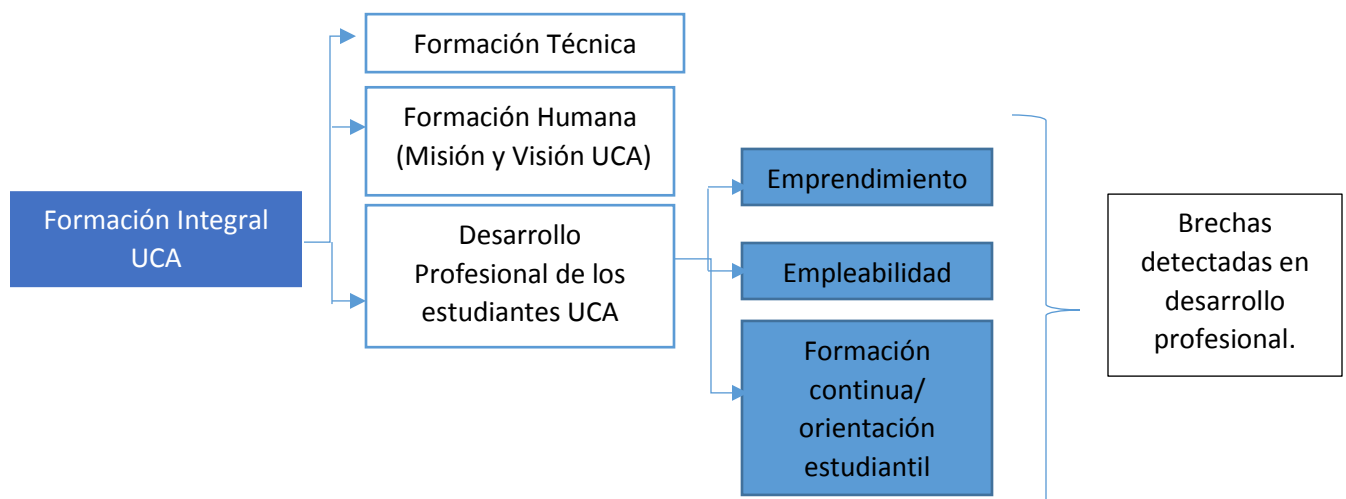 Formación Integral
UCA
Formación Técnica
Formación Humana
(Misión y Visión UCA)
Desarrollo
Profesional de los
estudiantes UCA
Emprendimiento
Empleabilidad
Formación
continua/
orientación
estudiantil
Brechas
detectadas en
desarrollo
profesional.